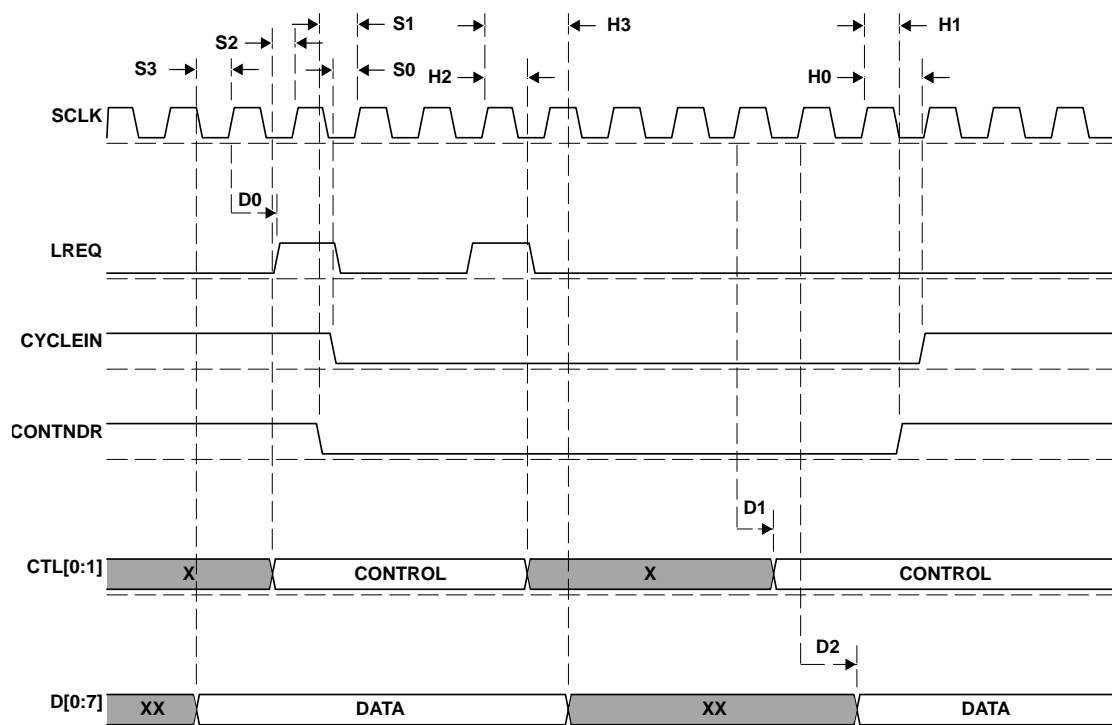 S1
H3
H1
S2
S3
S0
H2
H0
SCLK
D0
LREQ
CYCLEIN
CONTNDR
D1
CTL[0:1]
X
CONTROL
X
CONTROL
D2
D[0:7]
XX
DATA
XX
DATA